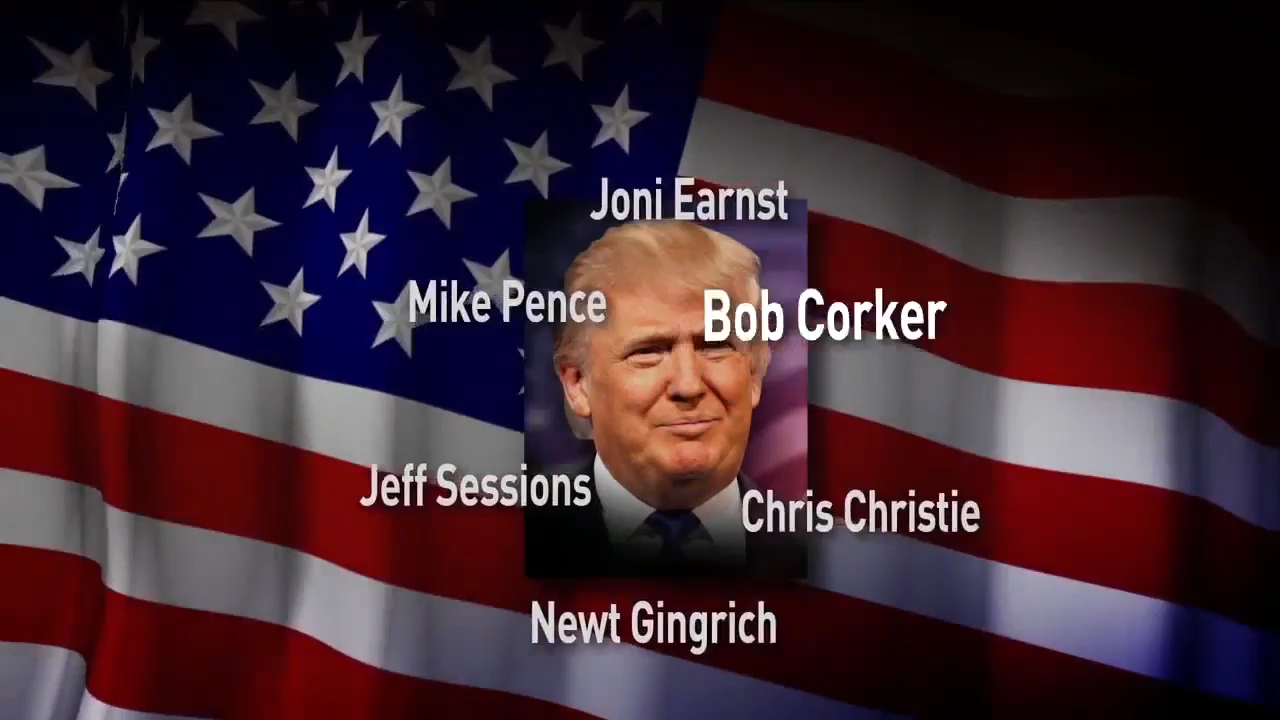 Joni Earnst
Mike Pence
Bob Corker
Jeff Sessions
Chris Christie
Newt Gingrich